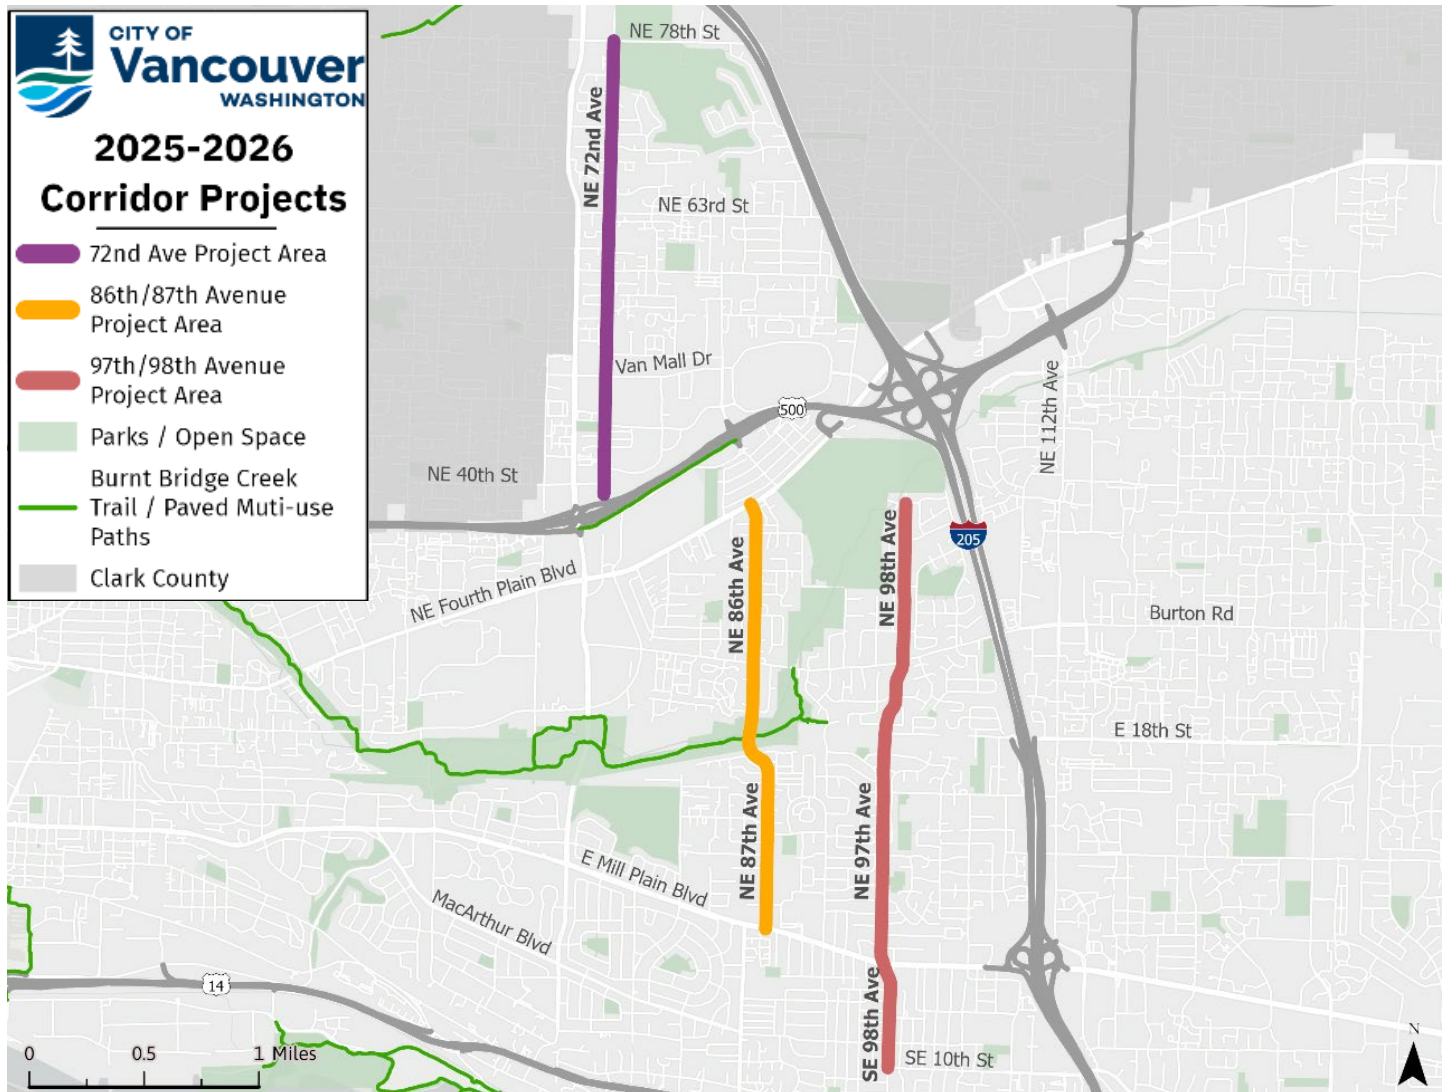 CITY OF
Vancouver
WASHINGTON
2025-2026
Corridor Projects
72nd Ave Project Area
86th/87th Avenue
Project Area
97th/98th Avenue
Project Area
Parks / Open Space
Burnt Bridge Creek
Trail / Paved Muti-use
Paths
Clark County
NE 78th St
NE 72nd Ave
NE 63rd St
Van Mall Dr
500
NE 112th Ave
NE 40th St
205
NE Fourth Plain Blvd
NE 86th Ave
NE 98th Ave
Burton Rd
E 18th St
NE 87th Ave
NE 97th Ave
E Mill Plain Blvd
MacArthur Blvd
14
SE 98th Ave
SE 10th St
0 0.5 1 Miles
N